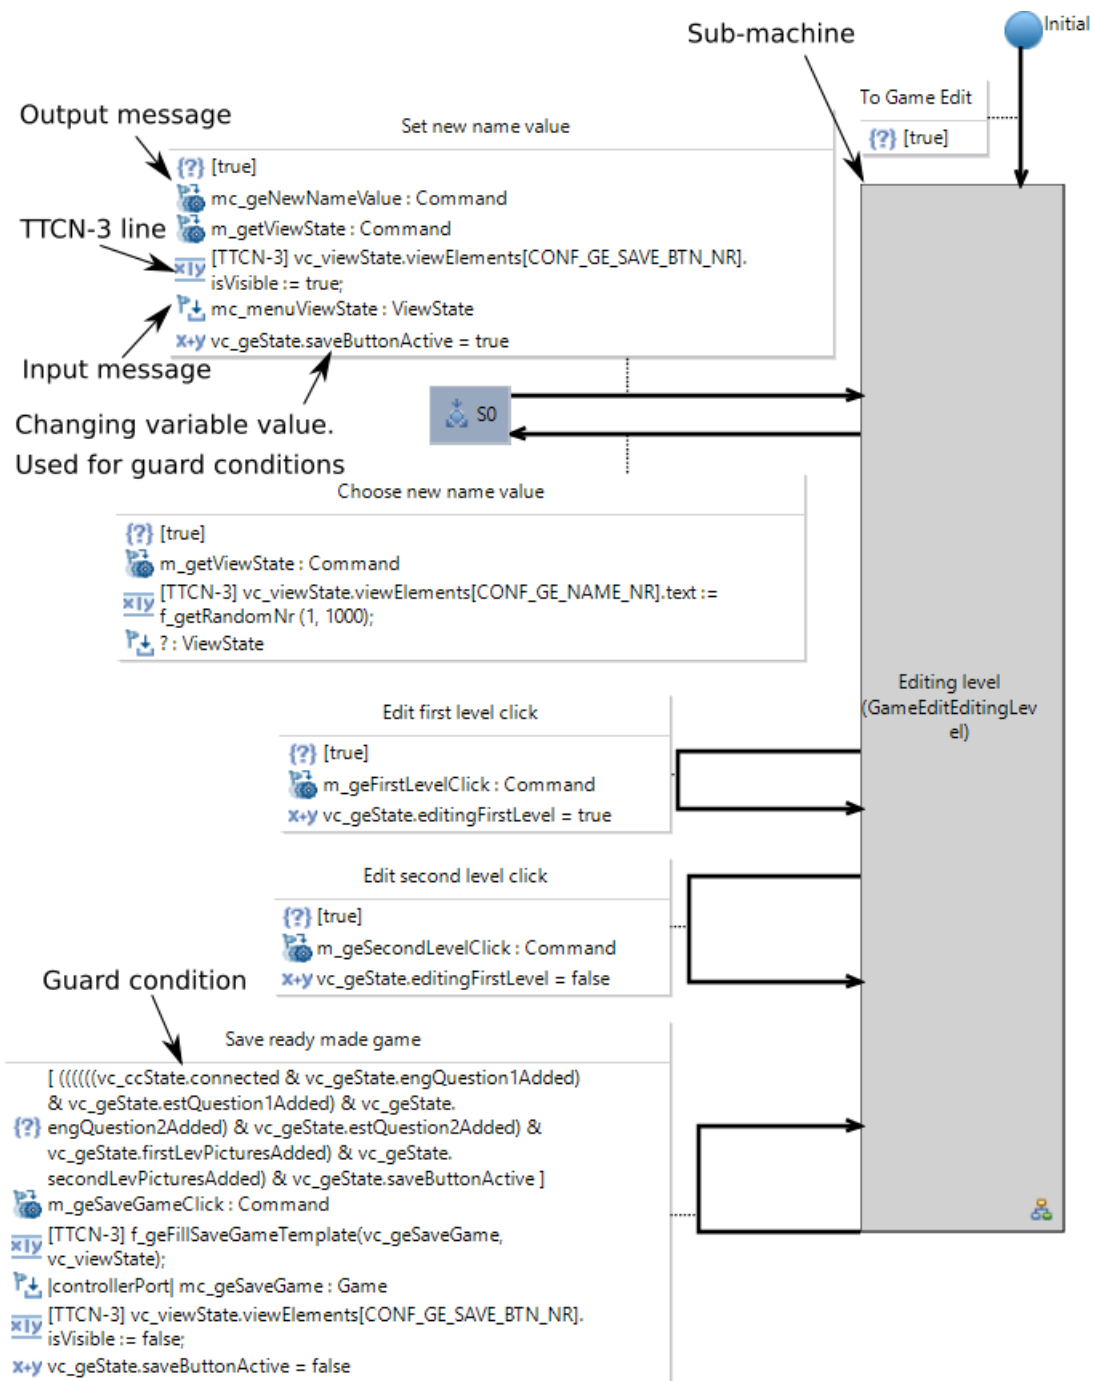 Initial
Sub-machine
To Game Edit
{?} [true]
Output message
Set new name value
{?} [true]
mc_geNewNameValue : Command
TTCN-3 line
m_getViewState : Command
x|y [TTCN-3] vc_viewState.viewElements[CONF_GE_SAVE_BTN_NR].
isVisible := true;
mc_menuViewState : ViewState
x+y vc_geState.saveButtonActive = true
Input message
Changing variable value.
Used for guard conditions
S0
Choose new name value
{?} [true]
m_getViewState : Command
x|y [TTCN-3] vc_viewState.viewElements[CONF_GE_NAME_NR].text :=
f_getRandomNr (1, 1000);
? : ViewState
Editing level
(GameEditEditingLev
el)
Edit first level click
{?} [true]
m_geFirstLevelClick : Command
x+y vc_geState.editingFirstLevel = true
Edit second level click
{?} [true]
m_geSecondLevelClick : Command
x+y vc_geState.editingFirstLevel = false
Guard condition
Save ready made game
[ ((((((vc_ccState.connected & vc_geState.engQuestion1Added)
& vc_geState.estQuestion1Added) & vc_geState.
{?} engQuestion2Added) & vc_geState.estQuestion2Added) &
vc_geState.firstLevPicturesAdded) & vc_geState.
secondLevPicturesAdded) & vc_geState.saveButtonActive ]
m_geSaveGameClick : Command
x|y [TTCN-3] f_geFillSaveGameTemplate(vc_geSaveGame,
vc_viewState);
|controllerPort| mc_geSaveGame : Game
x|y [TTCN-3] vc_viewState.viewElements[CONF_GE_SAVE_BTN_NR].
isVisible := false;
x+y vc_geState.saveButtonActive = false